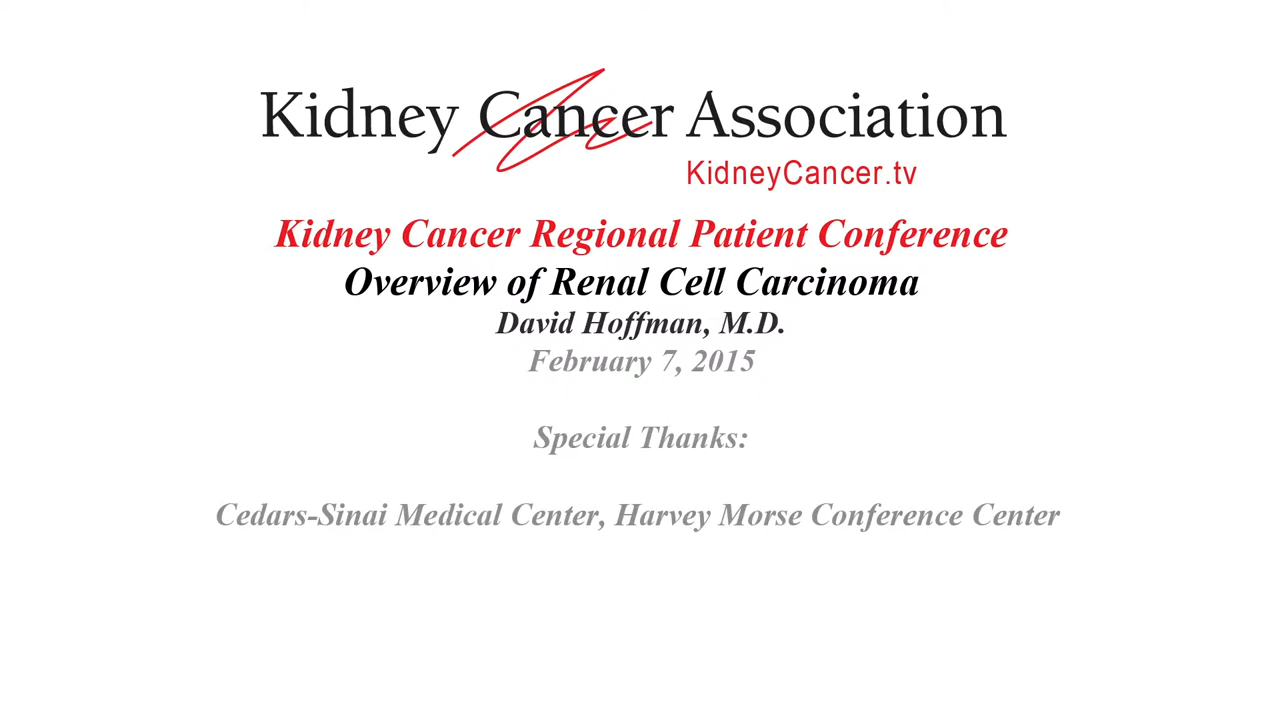 Kidney Cancer Association
KidneyCancer.tv
Kidney Cancer Regional Patient Conference
Overview of Renal Cell Carcinoma
David Hoffman, M.D.
February 7, 2015
Special Thanks:
Cedars-Sinai Medical Center, Harvey Morse Conference Center